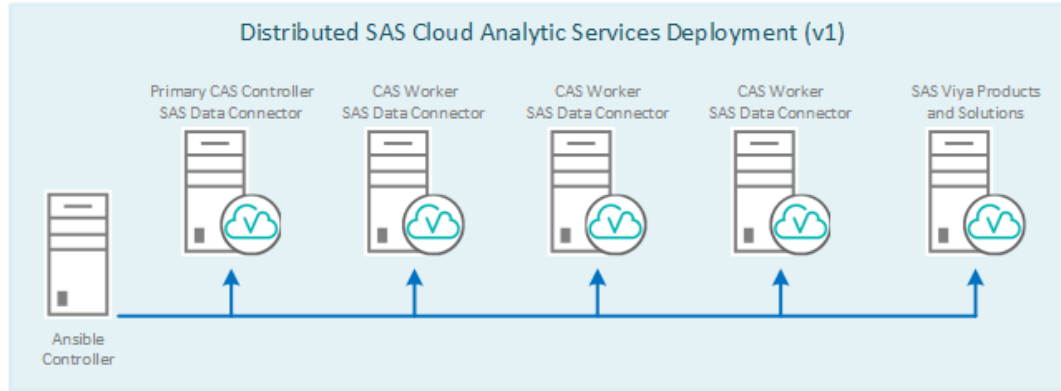 Distributed SAS Cloud Analytic Services Deployment (v1)
Primary CAS Controller
SAS Data Connector
CAS Worker
SAS Data Connector
CAS Worker
SAS Data Connector
CAS Worker
SAS Data Connector
SAS Viya Products
and Solutions
Ansible
Controller